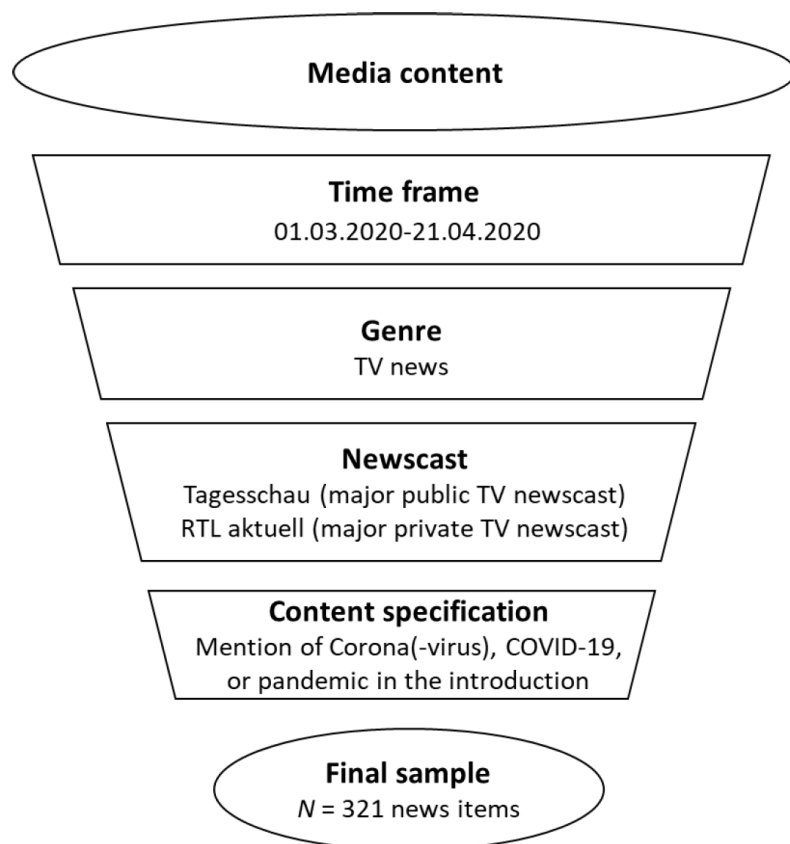 Media content
Time frame
01.03.2020-21.04.2020
Genre
TV news
Newscast
Tagesschau (major public TV newscast)
RTL aktuell (major private TV newscast)
Content specification
Mention of Corona(-virus), COVID-19,
or pandemic in the introduction
Final sample
N = 321 news items